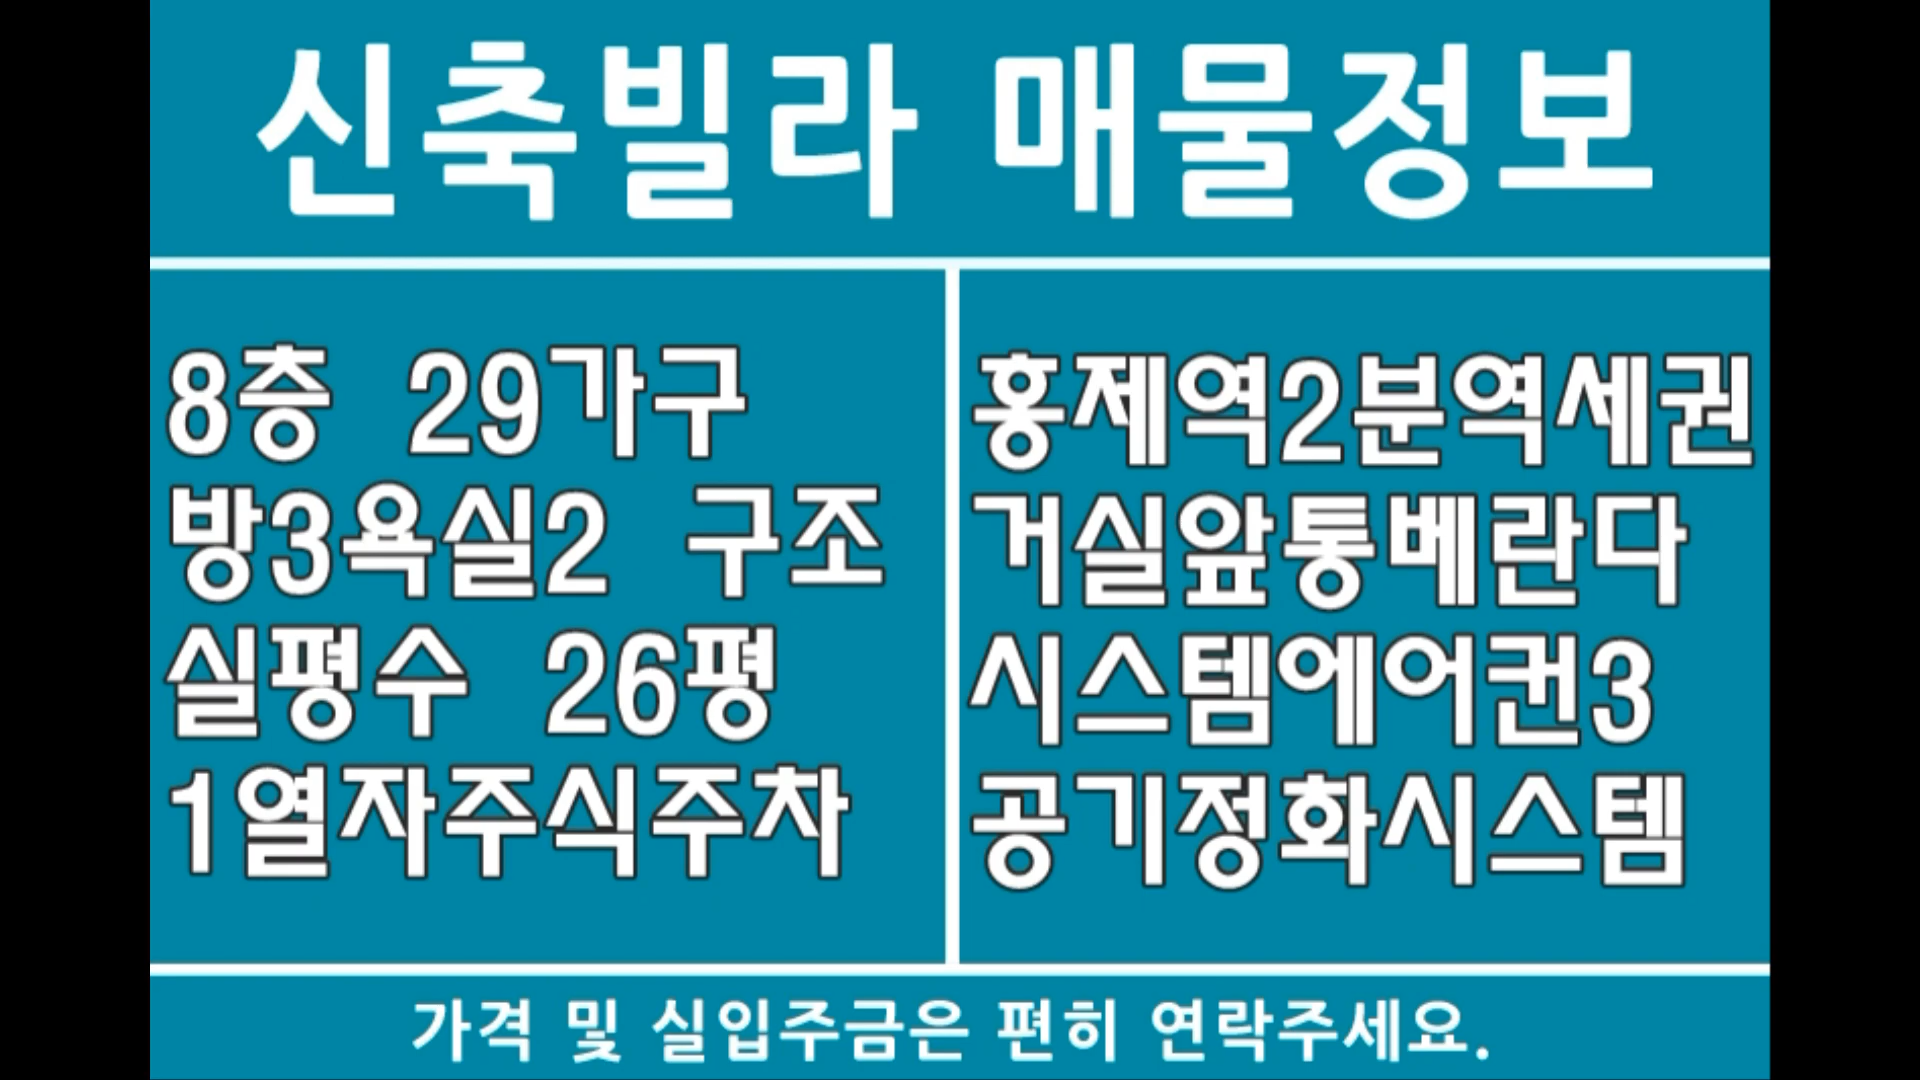 신축빌라 매물정보
8층 29가구
방3욕실2 구조
실평수 26평
1열자주식주차
홍제역2분역세권
거실앞통베란다
시스템에어컨3
공기정화시스템
가격 및 실입주금은 편히 연락주세요.